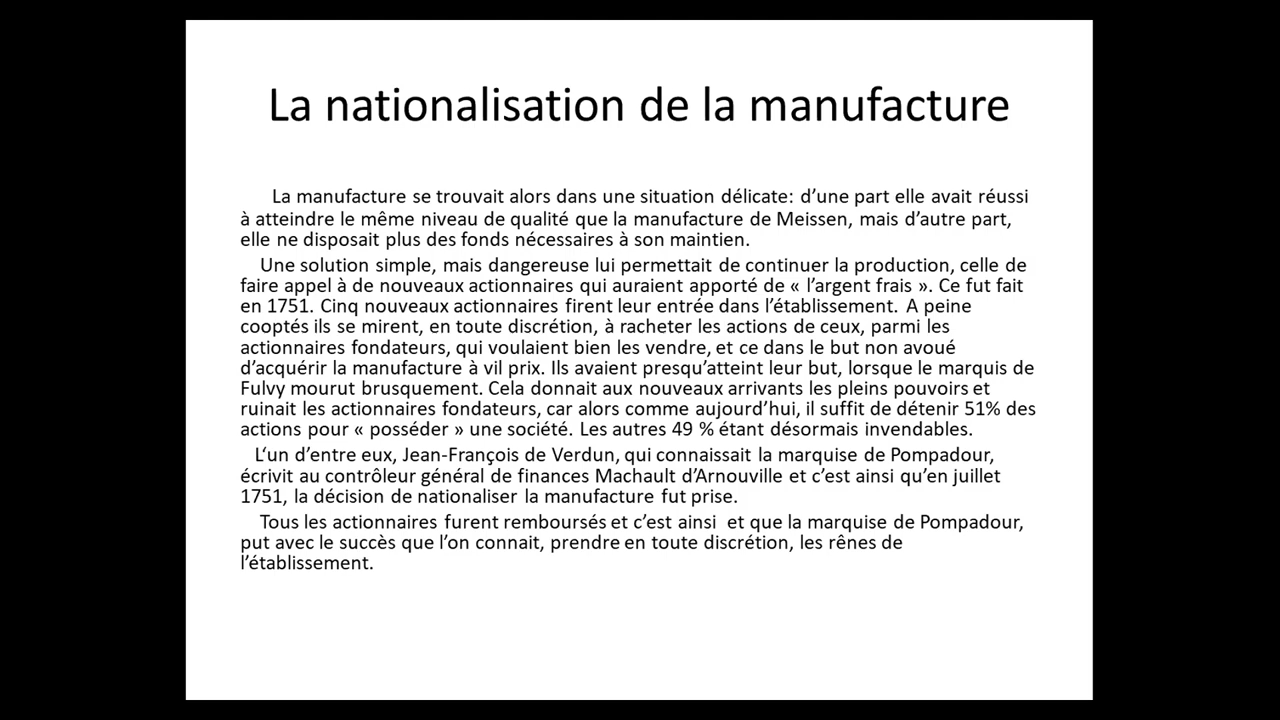 La nationalisation de la manufacture
La manufacture se trouvait alors dans une situation délicate: d’une part elle avait réussi
à atteindre le même niveau de qualité que la manufacture de Meissen, mais d’autre part,
elle ne disposait plus des fonds nécessaires à son maintien.
Une solution simple, mais dangereuse lui permettait de continuer la production, celle de
faire appel à de nouveaux actionnaires qui auraient apporté de « l’argent frais ». Ce fut fait
en 1751. Cinq nouveaux actionnaires firent leur entrée dans l’établissement. A peine
cooptés ils se mirent, en toute discrétion, à racheter les actions de ceux, parmi les
actionnaires fondateurs, qui voulaient bien les vendre, et ce dans le but non avoué
d’acquérir la manufacture à vil prix. Ils avaient presqu’atteint leur but, lorsque le marquis de
Fulvy mourut brusquement. Cela donnait aux nouveaux arrivants les pleins pouvoirs et
ruinait les actionnaires fondateurs, car alors comme aujourd’hui, il suffit de détenir 51% des
actions pour « posséder » une société. Les autres 49 % étant désormais invendables.
L‘un d’entre eux, Jean-François de Verdun, qui connaissait la marquise de Pompadour,
écrivit au contrôleur général de finances Machault d’Arnouville et c’est ainsi qu’en juillet
1751, la décision de nationaliser la manufacture fut prise.
Tous les actionnaires furent remboursés et c’est ainsi et que la marquise de Pompadour,
put avec le succès que l’on connait, prendre en toute discrétion, les rênes de
l’établissement.